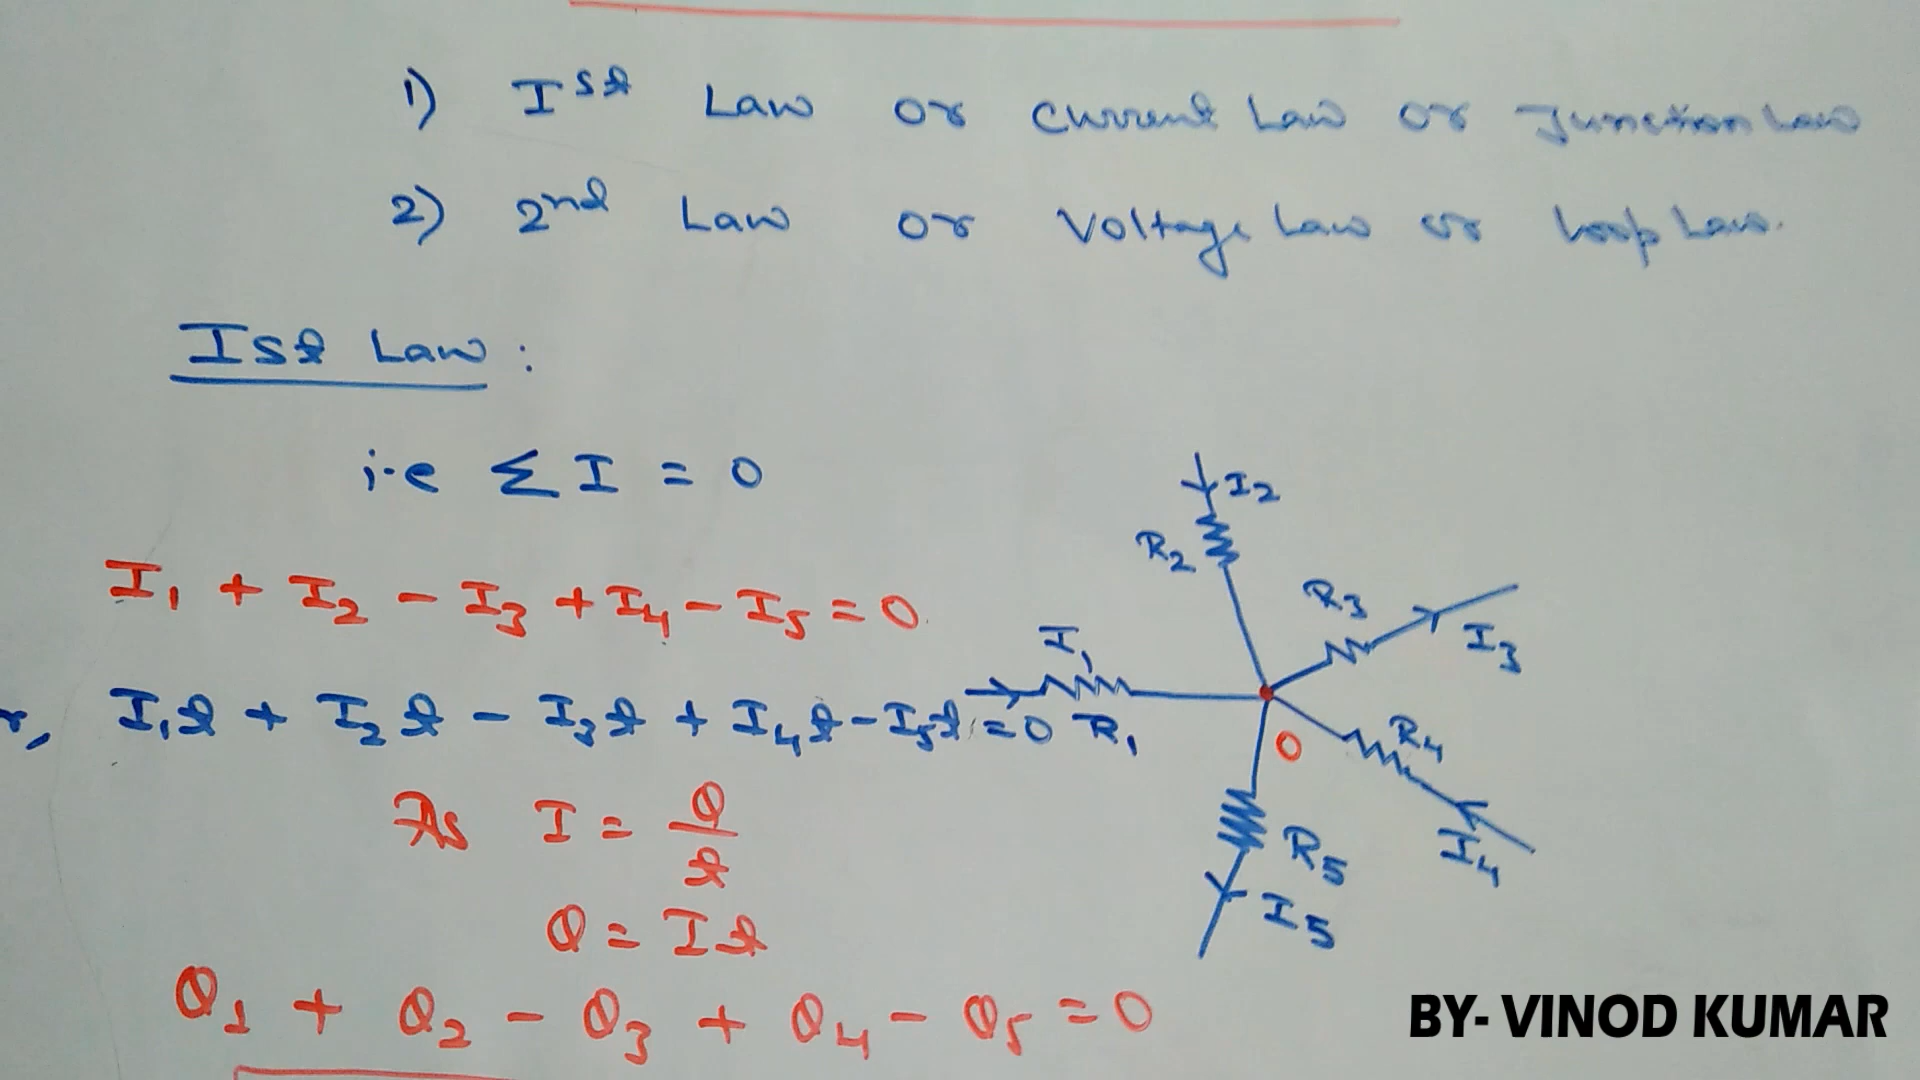 1) Ist Law or Current Law or Junction Law
2) 2nd Law or Voltage Law or Loop Law.
Ist Law :
i.e Σ I = 0
I1 + I2 - I3 + I4 - I5 = 0
r, I1t + I2t - I3t + I4t - I5t = 0
As I = Q/t
Q = It
Q1 + Q2 - Q3 + Q4 - Q5 = 0
I2
R2
R3
I3
I1
R1
O
R4
I4
R5
I5
BY- VINOD KUMAR